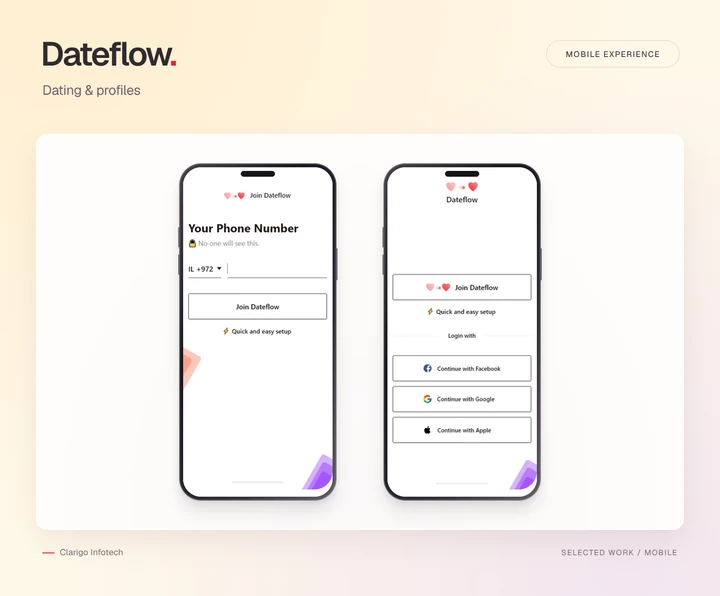 Dateflow.
MOBILE EXPERIENCE
Dating & profiles
Join Dateflow
Your Phone Number
No one will see this.
IL +972
Join Dateflow
Quick and easy setup
Dateflow
Join Dateflow
Quick and easy setup
Login with
Continue with Facebook
Continue with Google
Continue with Apple
Clarigo Infotech
SELECTED WORK / MOBILE